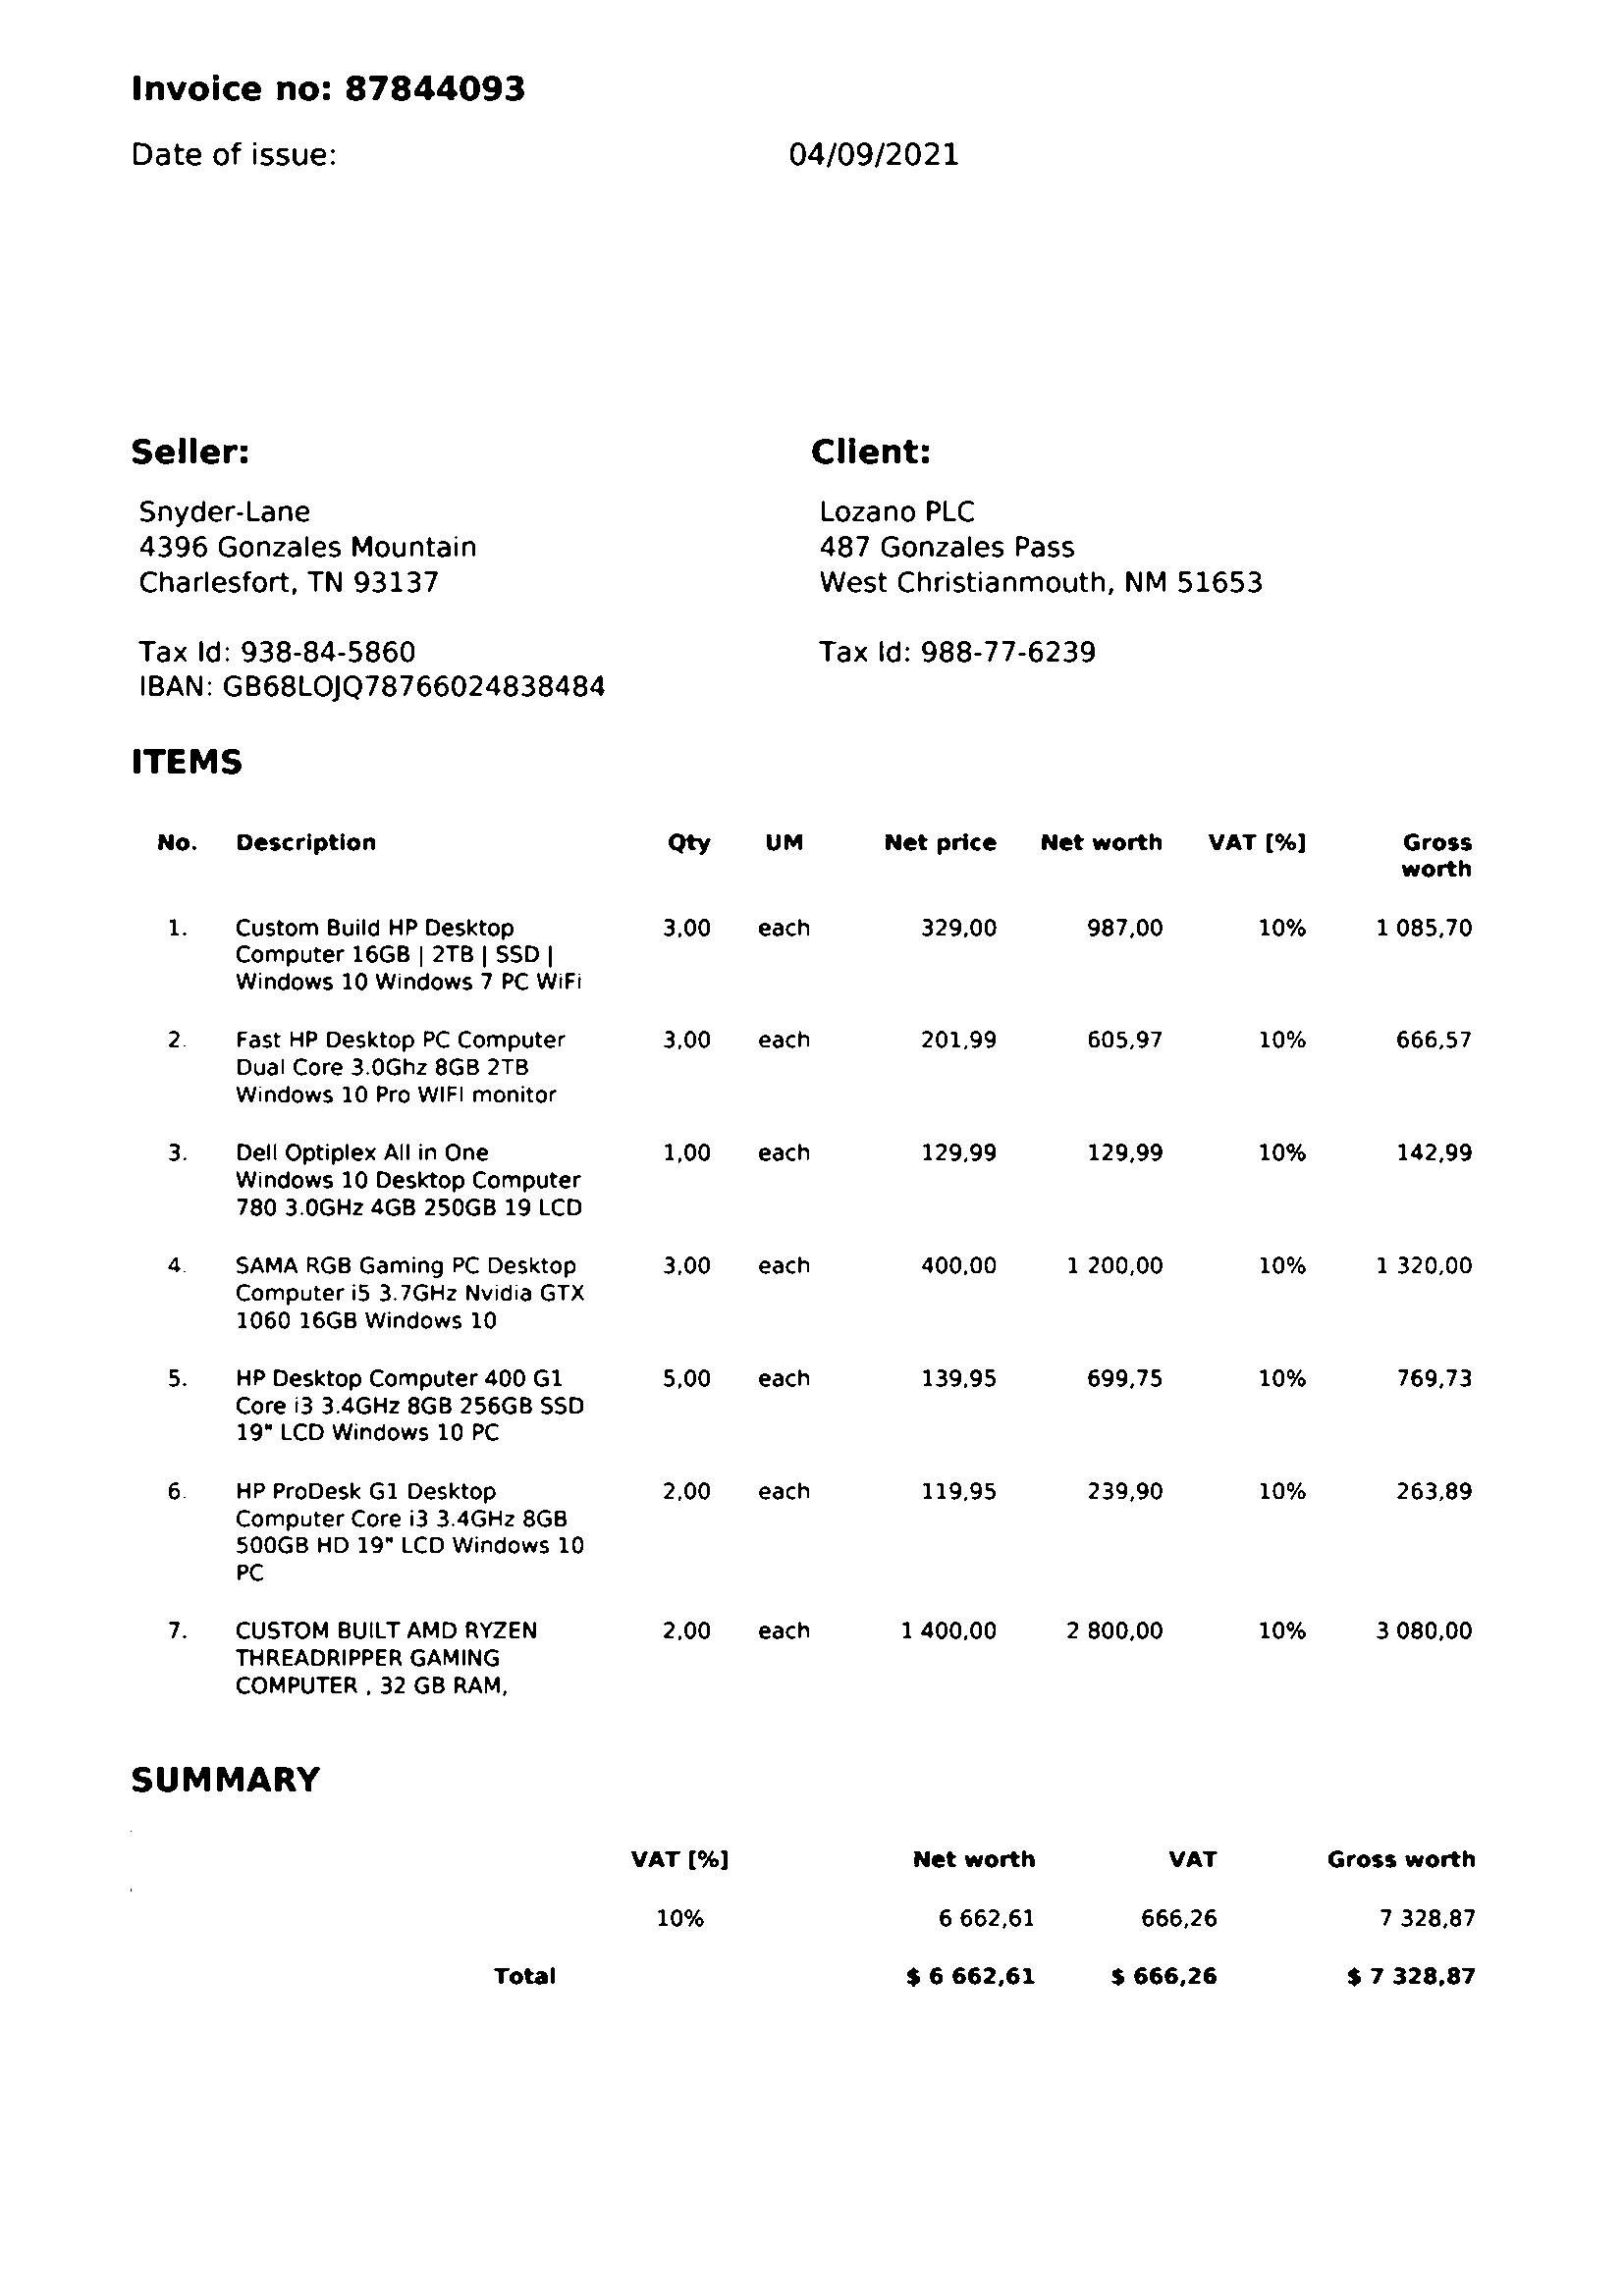 Invoice no: 87844093
Date of issue: 04/09/2021
Seller: Client:
Snyder-Lane Lozano PLC
4396 Gonzales Mountain 487 Gonzales Pass
Charlesfort, TN 93137 West Christianmouth, NM 51653
Tax Id: 938-84-5860 Tax Id: 988-77-6239
IBAN: GB68LOJQ78766024838484
ITEMS
No. Description Qty UM Net price Net worth VAT [%] Gross
worth
1. Custom Build HP Desktop 3,00 each 329,00 987,00 10% 1 085,70
Computer 16GB | 2TB | SSD |
Windows 10 Windows 7 PC WiFi
2. Fast HP Desktop PC Computer 3,00 each 201,99 605,97 10% 666,57
Dual Core 3.0Ghz 8GB 2TB
Windows 10 Pro WIFI monitor
3. Dell Optiplex All in One 1,00 each 129,99 129,99 10% 142,99
Windows 10 Desktop Computer
780 3.0GHz 4GB 250GB 19 LCD
4. SAMA RGB Gaming PC Desktop 3,00 each 400,00 1 200,00 10% 1 320,00
Computer i5 3.7GHz Nvidia GTX
1060 16GB Windows 10
5. HP Desktop Computer 400 G1 5,00 each 139,95 699,75 10% 769,73
Core i3 3.4GHz 8GB 256GB SSD
19" LCD Windows 10 PC
6. HP ProDesk G1 Desktop 2,00 each 119,95 239,90 10% 263,89
Computer Core i3 3.4GHz 8GB
500GB HD 19" LCD Windows 10
PC
7. CUSTOM BUILT AMD RYZEN 2,00 each 1 400,00 2 800,00 10% 3 080,00
THREADRIPPER GAMING
COMPUTER , 32 GB RAM,
SUMMARY
VAT [%] Net worth VAT Gross worth
10% 6 662,61 666,26 7 328,87
Total $ 6 662,61 $ 666,26 $ 7 328,87